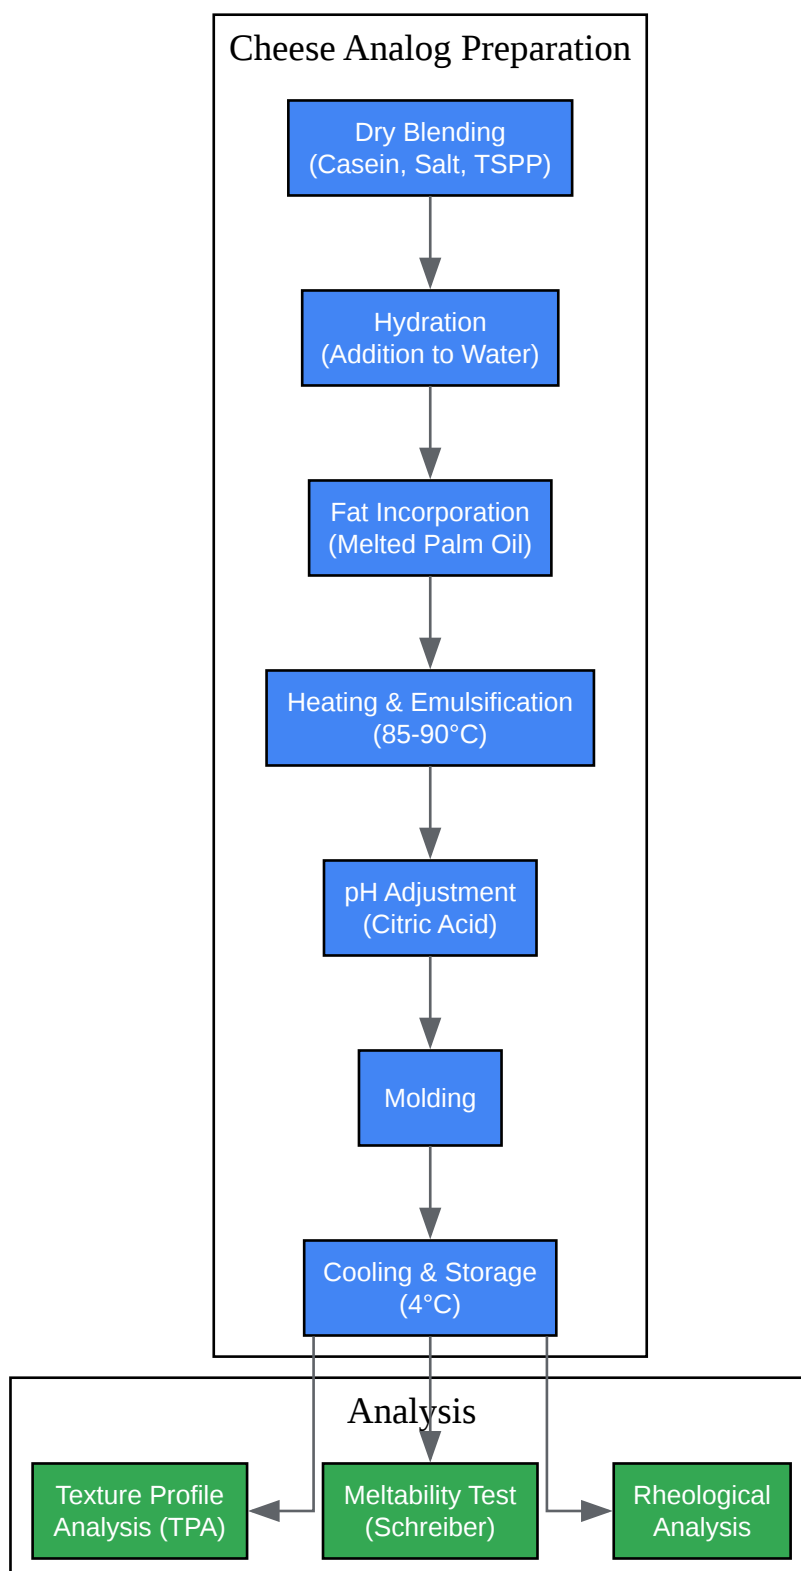 Cheese Analog Preparation
Dry Blending
(Casein, Salt, TSPP)
Hydration
(Addition to Water)
Fat Incorporation
(Melted Palm Oil)
Heating & Emulsification
(85-90°C)
pH Adjustment
(Citric Acid)
Molding
Cooling & Storage
(4°C)
Analysis
Texture Profile
Analysis (TPA)
Meltability Test
(Schreiber)
Rheological
Analysis